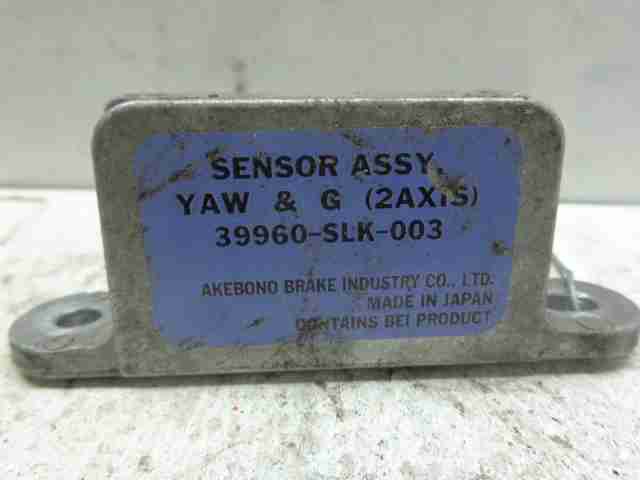 SENSOR ASSY,
YAW & G (2AXIS)
39960-SLK-003
AKEBONO BRAKE INDUSTRY CO., LTD.
MADE IN JAPAN
CONTAINS BEI PRODUCT